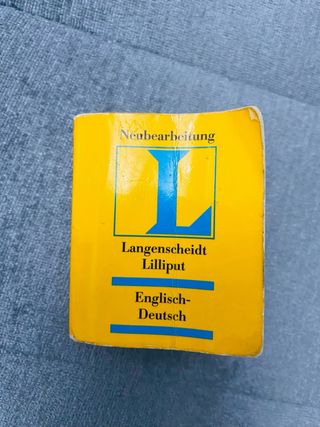 Neubearbeitung
L
Langenscheidt
Lilliput
Englisch-
Deutsch